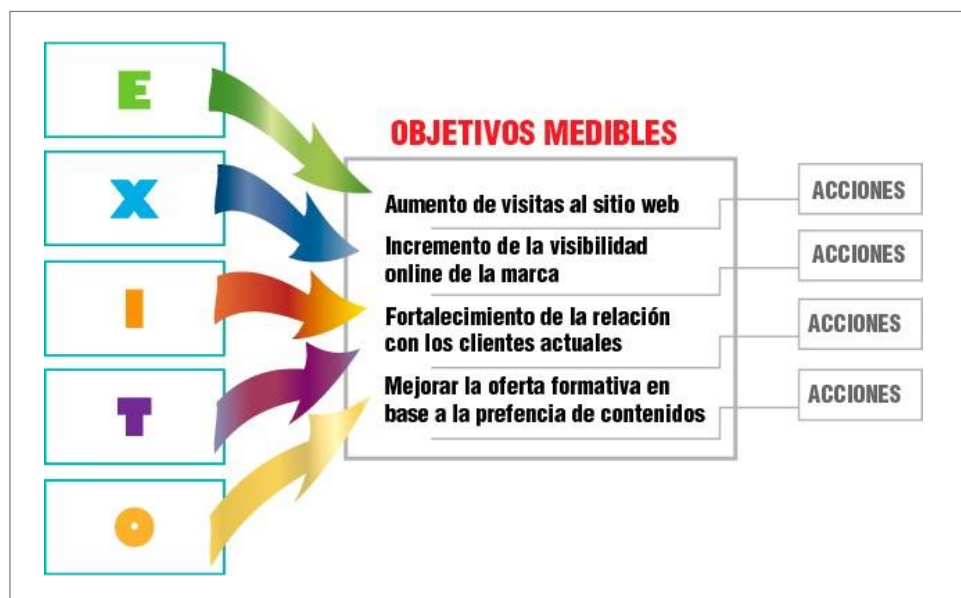 E
X
I
T
O
OBJETIVOS MEDIBLES
Aumento de visitas al sitio web
Incremento de la visibilidad
online de la marca
Fortalecimiento de la relación
con los clientes actuales
Mejorar la oferta formativa en
base a la prefencia de contenidos
ACCIONES
ACCIONES
ACCIONES
ACCIONES